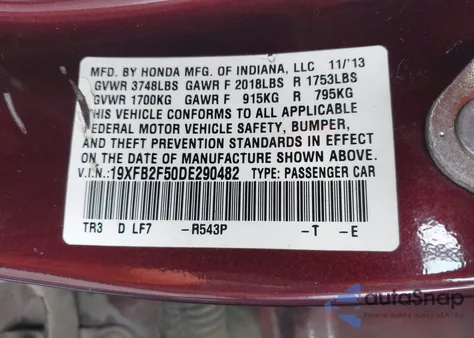 MFD. BY HONDA MFG. OF INDIANA, LLC 11/'13
GVWR 3748LBS GAWR F 2018LBS R 1753LBS
GVWR 1700KG GAWR F 915KG R 795KG
THIS VEHICLE CONFORMS TO ALL APPLICABLE
FEDERAL MOTOR VEHICLE SAFETY, BUMPER,
AND THEFT PREVENTION STANDARDS IN EFFECT
ON THE DATE OF MANUFACTURE SHOWN ABOVE.
V.I.N.:19XFB2F50DE290482 TYPE: PASSENGER CAR
TR3 D LF7 -R543P -T -E
autoSnap